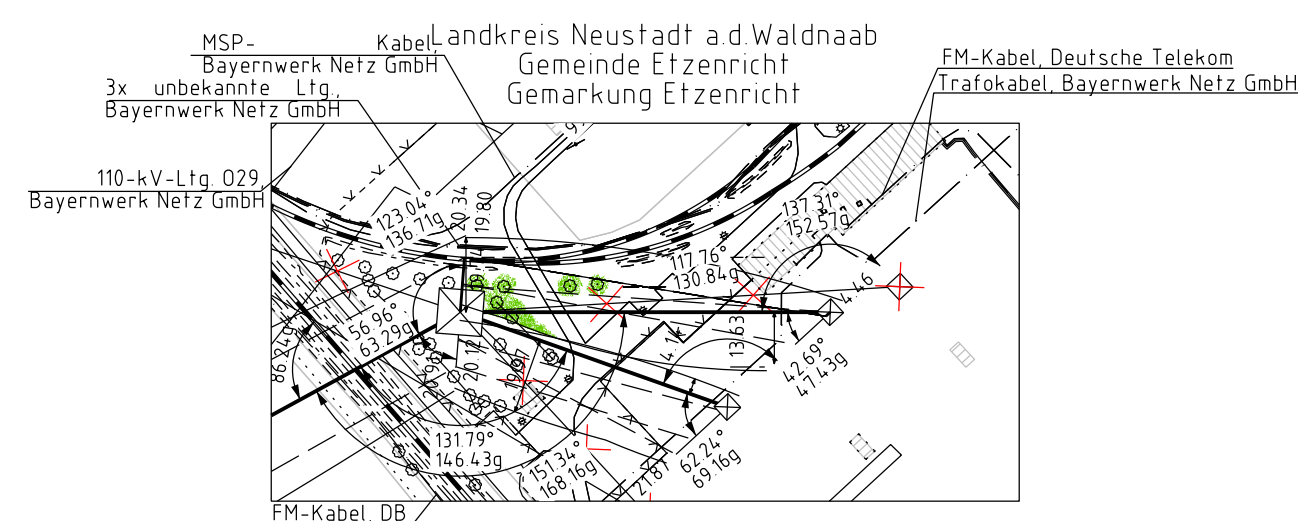 Landkreis Neustadt a.d.Waldnaab
Gemeinde Etzenricht
Gemarkung Etzenricht
MSP- Kabel,
Bayernwerk Netz GmbH
3x unbekannte Ltg.,
Bayernwerk Netz GmbH
110-kV-Ltg. O29,
Bayernwerk Netz GmbH
FM-Kabel, Deutsche Telekom
Trafokabel, Bayernwerk Netz GmbH
123.04°
136.71g
20.34
19.80
137.37°
152.57g
117.76°
130.84g
4.46
56.96°
63.29g
86.24g
20.12
13.63
42.69°
47.43g
131.79°
146.43g
151.34°
168.16g
21.87
62.24°
69.16g
FM-Kabel, DB